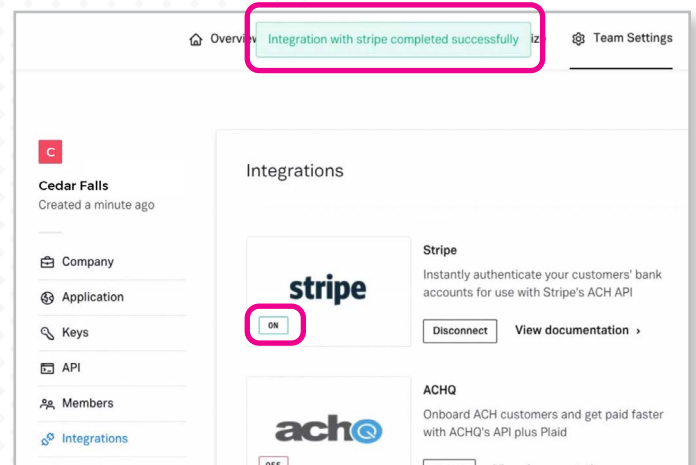 Overview
Integration with stripe completed successfully
Team Settings
C
Cedar Falls
Created a minute ago
Company
Application
Keys
API
Members
Integrations
Integrations
stripe
ON
Stripe
Instantly authenticate your customers' bank
accounts for use with Stripe's ACH API
Disconnect
View documentation ›
achQ
ACHQ
Onboard ACH customers and get paid faster
with ACHQ's API plus Plaid